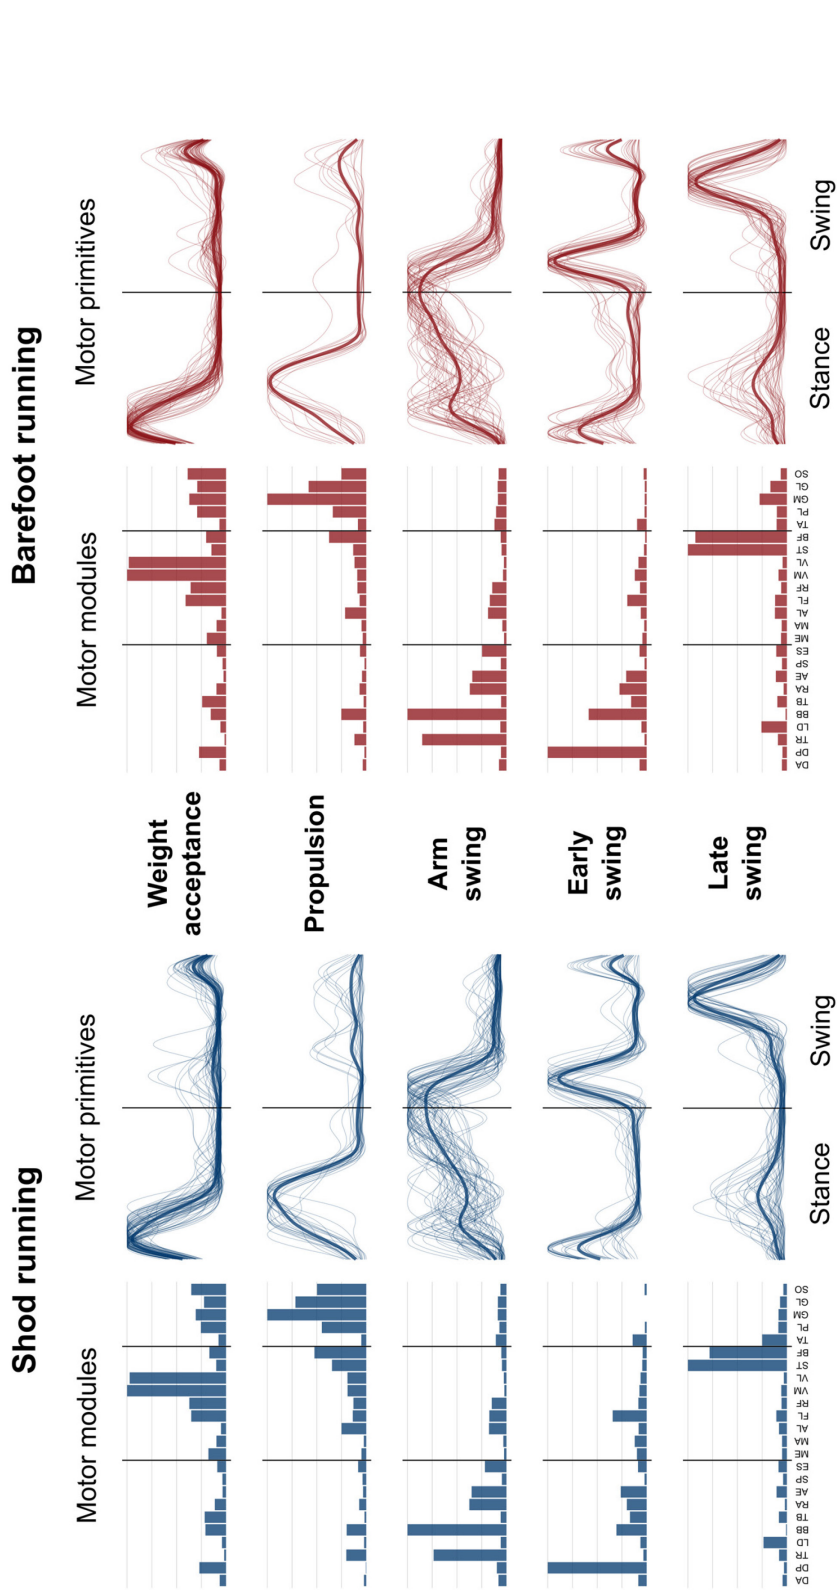 Shod running
Barefoot running
Motor modules
Motor primitives
Motor modules
Motor primitives
Weight
acceptance
Propulsion
Arm
swing
Early
swing
Late
swing
DA
DP
TR
LD
BB
TB
RA
AE
SP
ES
ME
MA
AL
FL
RF
VM
VL
ST
BF
TA
PL
GM
GL
SO
Stance
Swing
DA
DP
TR
LD
BB
TB
RA
AE
SP
ES
ME
MA
AL
FL
RF
VM
VL
ST
BF
TA
PL
GM
GL
SO
Stance
Swing